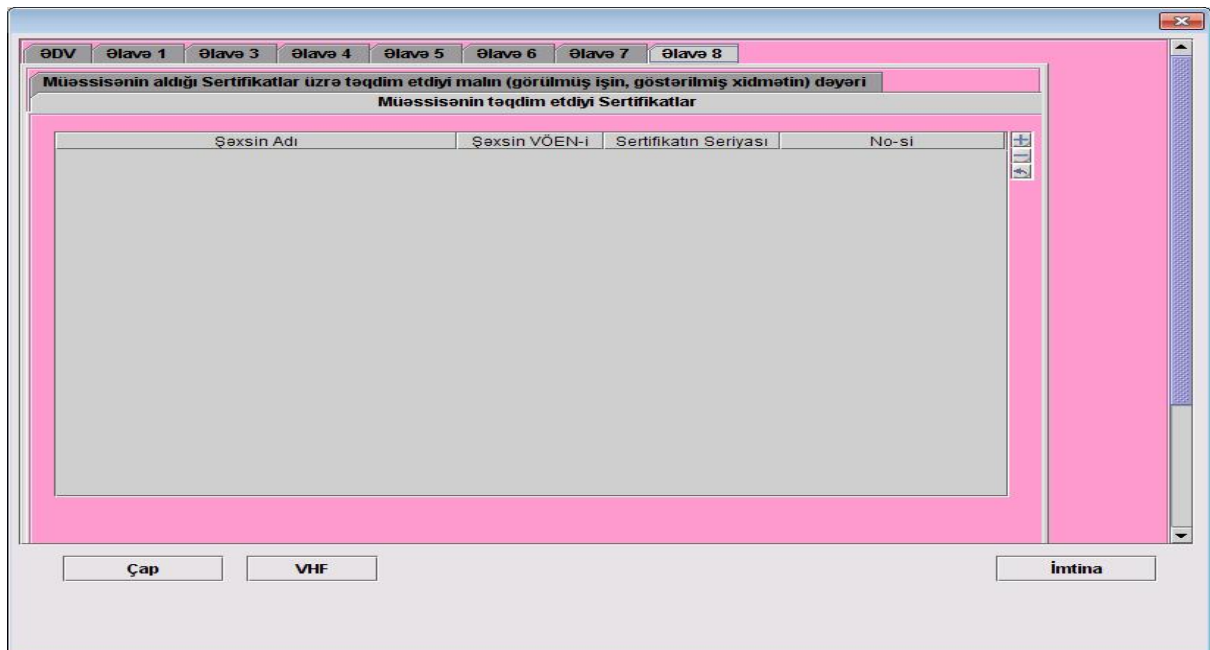 ƏDV Əlavə 1 Əlavə 3 Əlavə 4 Əlavə 5 Əlavə 6 Əlavə 7 Əlavə 8
Müəssisənin aldığı Sertifikatlar üzrə təqdim etdiyi malın (görülmüş işin, göstərilmiş xidmətin) dəyəri
Müəssisənin təqdim etdiyi Sertifikatlar
Şəxsin Adı Şəxsin VÖEN-i Sertifikatın Seriyası No-si
Çap VHF İmtina